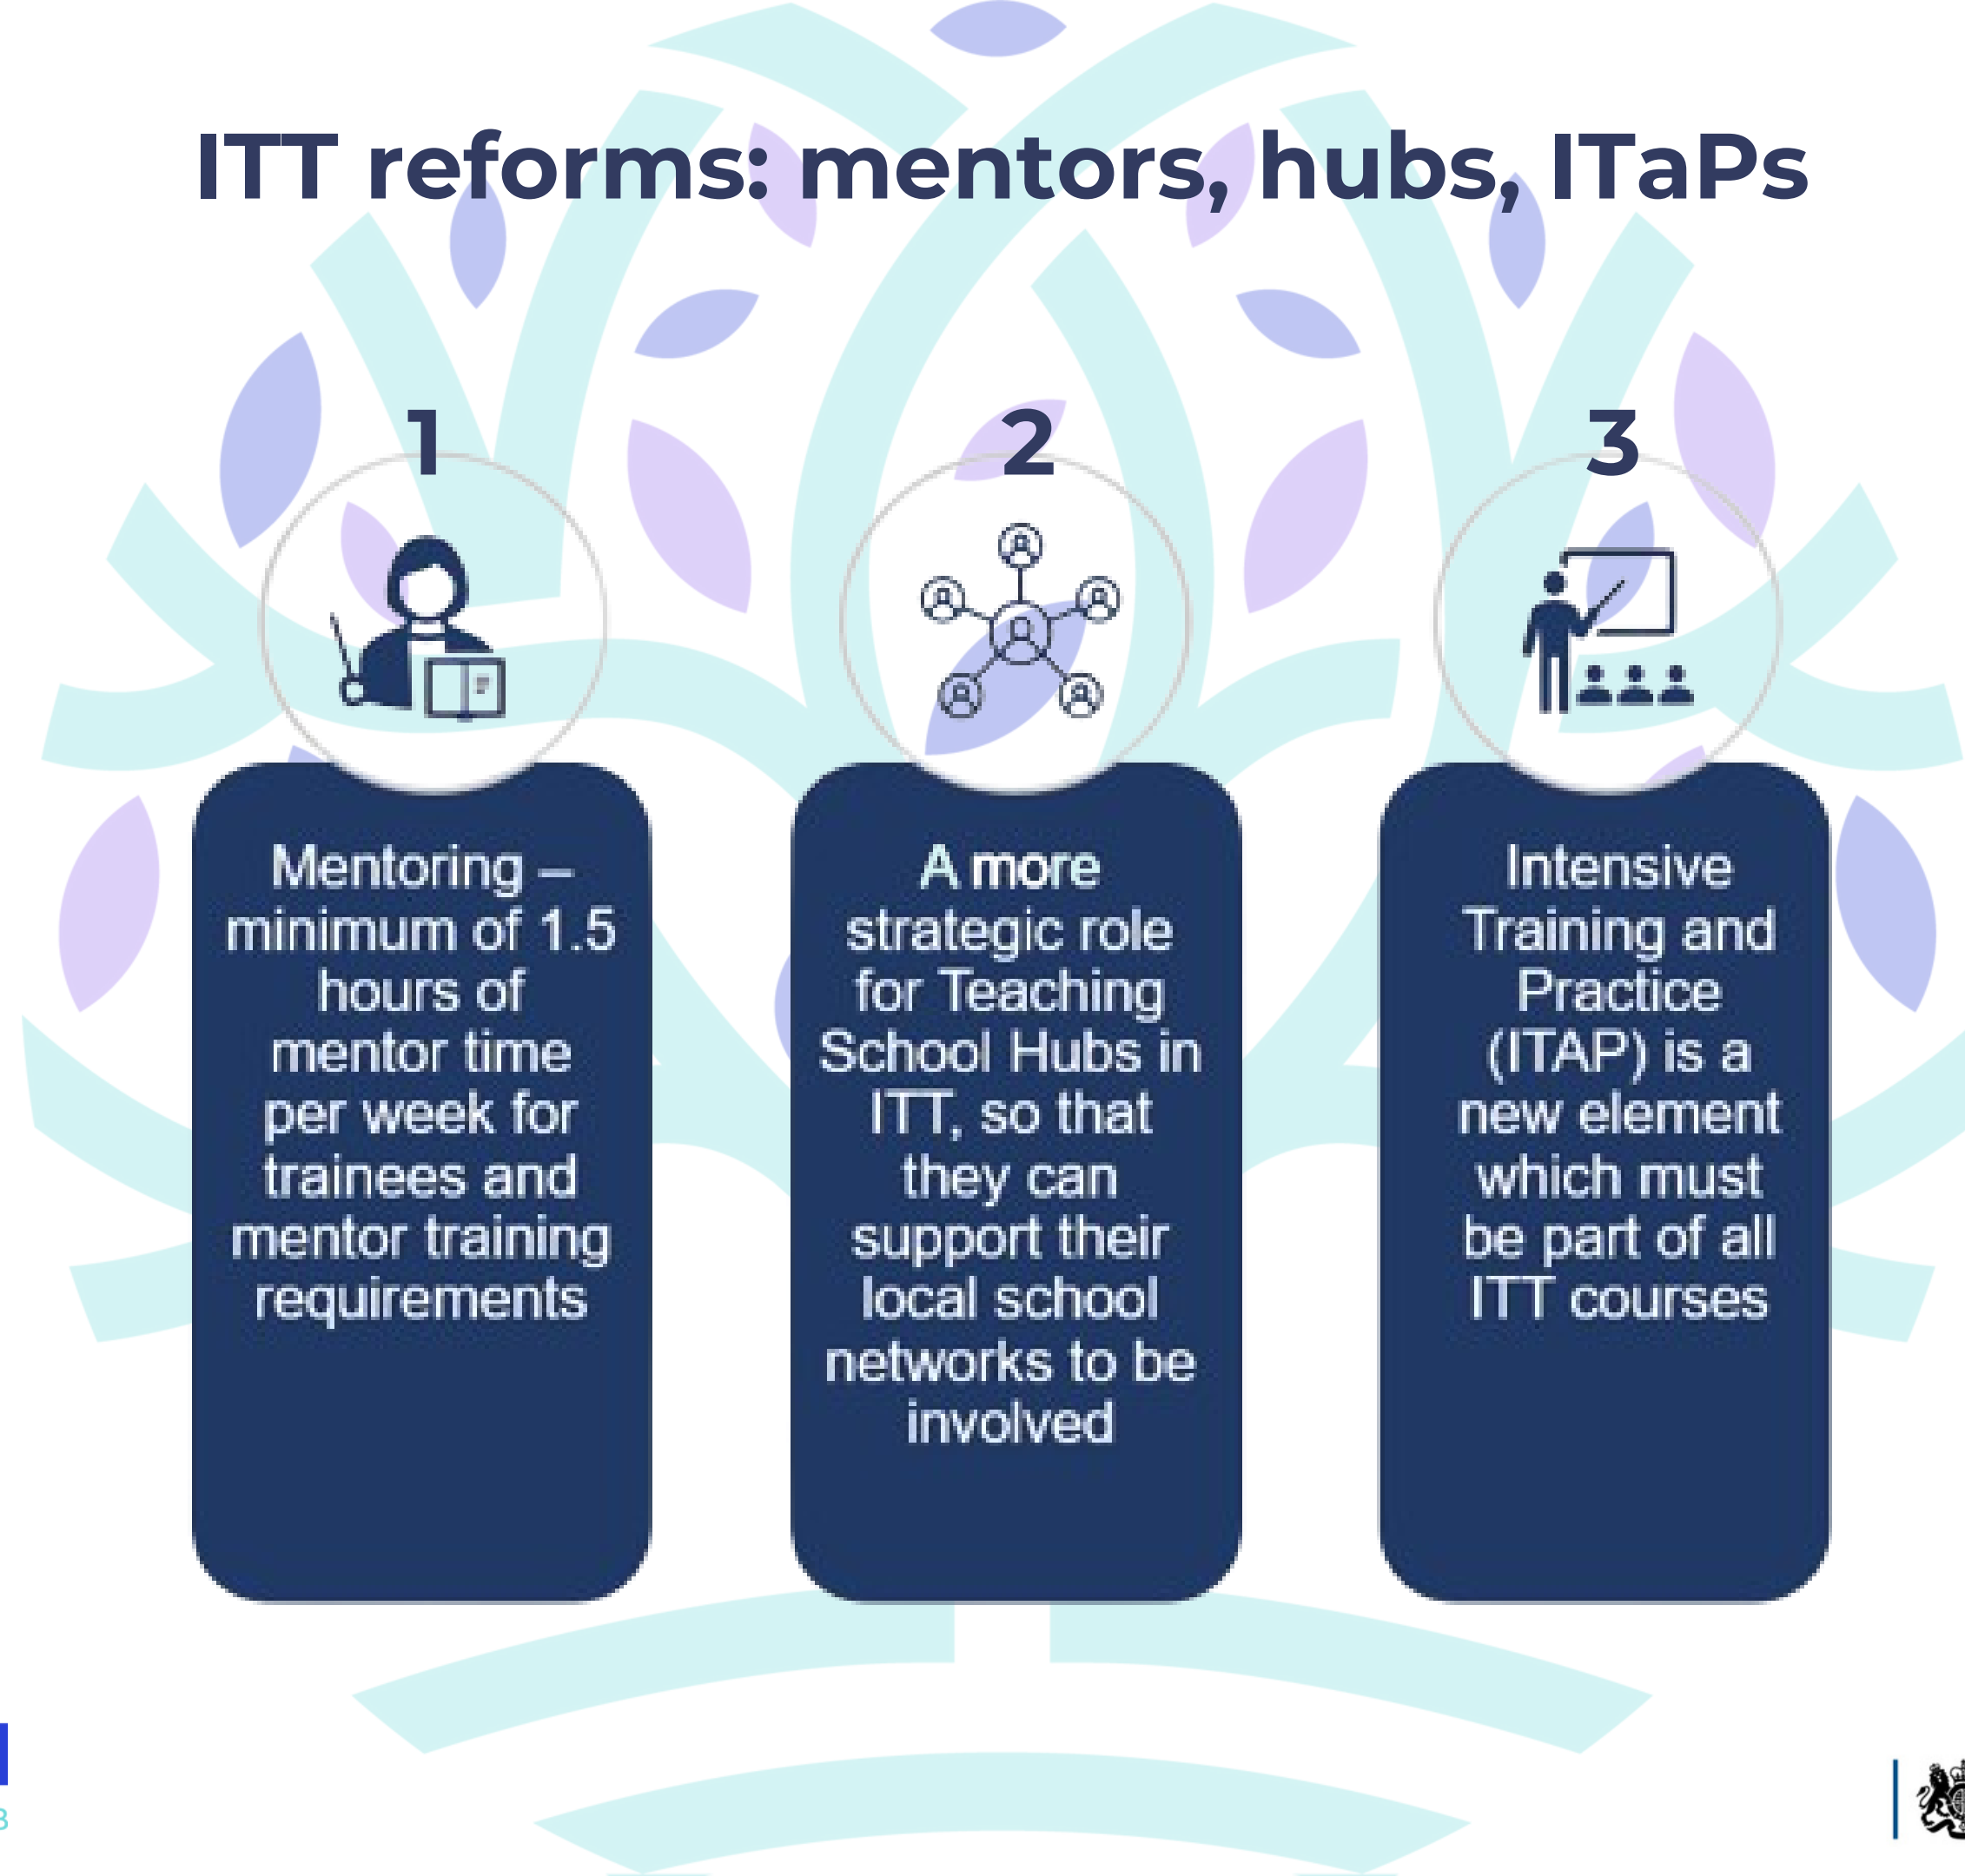 ITT reforms: mentors, hubs, ITaPs
1
Mentoring –
minimum of 1.5
hours of
mentor time
per week for
trainees and
mentor training
requirements
2
A more
strategic role
for Teaching
School Hubs in
ITT, so that
they can
support their
local school
networks to be
involved
3
Intensive
Training and
Practice
(ITAP) is a
new element
which must
be part of all
ITT courses